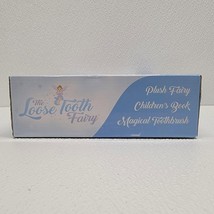 The
Loose Tooth
Fairy
Plush Fairy
Children's Book
Magical Toothbrush